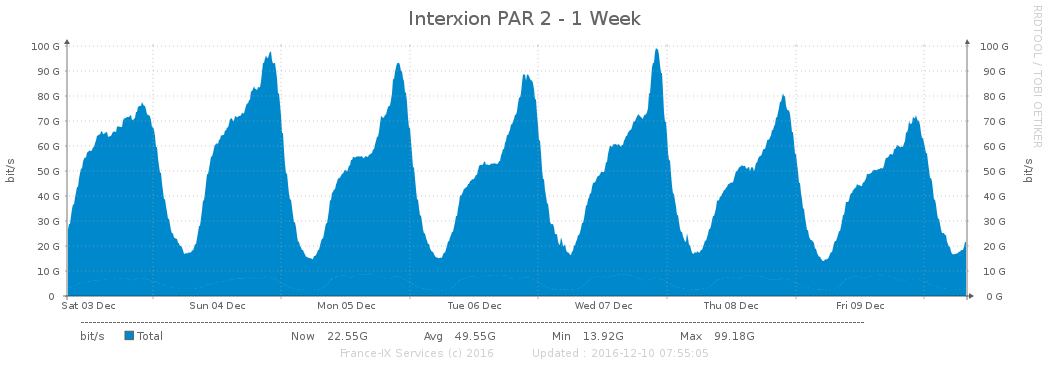 Interxion PAR 2 - 1 Week
RRDTOOL / TOBI OETIKER
bit/s
100 G
90 G
80 G
70 G
60 G
50 G
40 G
30 G
20 G
10 G
0
100 G
90 G
80 G
70 G
60 G
50 G
40 G
30 G
20 G
10 G
0 G
bit/s
Sat 03 Dec Sun 04 Dec Mon 05 Dec Tue 06 Dec Wed 07 Dec Thu 08 Dec Fri 09 Dec
bit/s Total Now 22.55G Avg 49.55G Min 13.92G Max 99.18G
France-IX Services (c) 2016 Updated : 2016-12-10 07:55:05